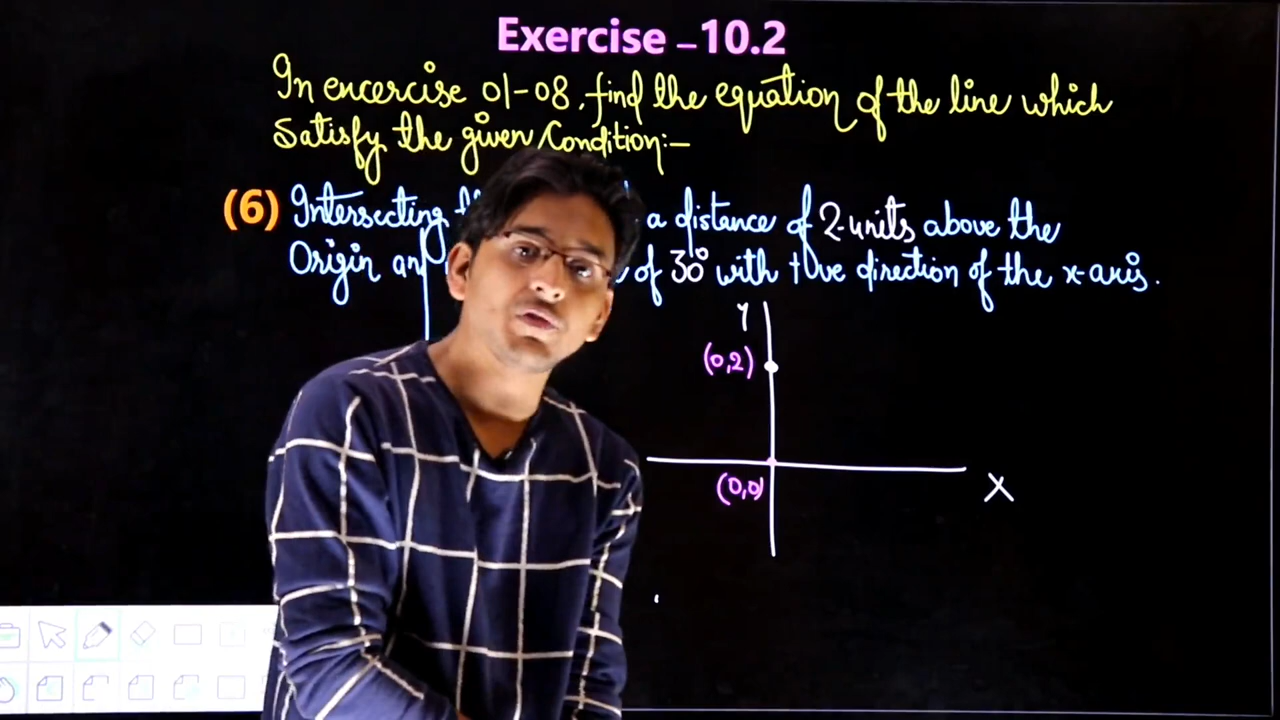 Exercise – 10.2
In encercise 01-08, find the equation of the line which
Satisfy the given Condition:-
(6) Intersecting a distance of 2-units above the
Origin of 30° with +ive direction of the x-axis.
Y
(0,2)
(0,0)
X